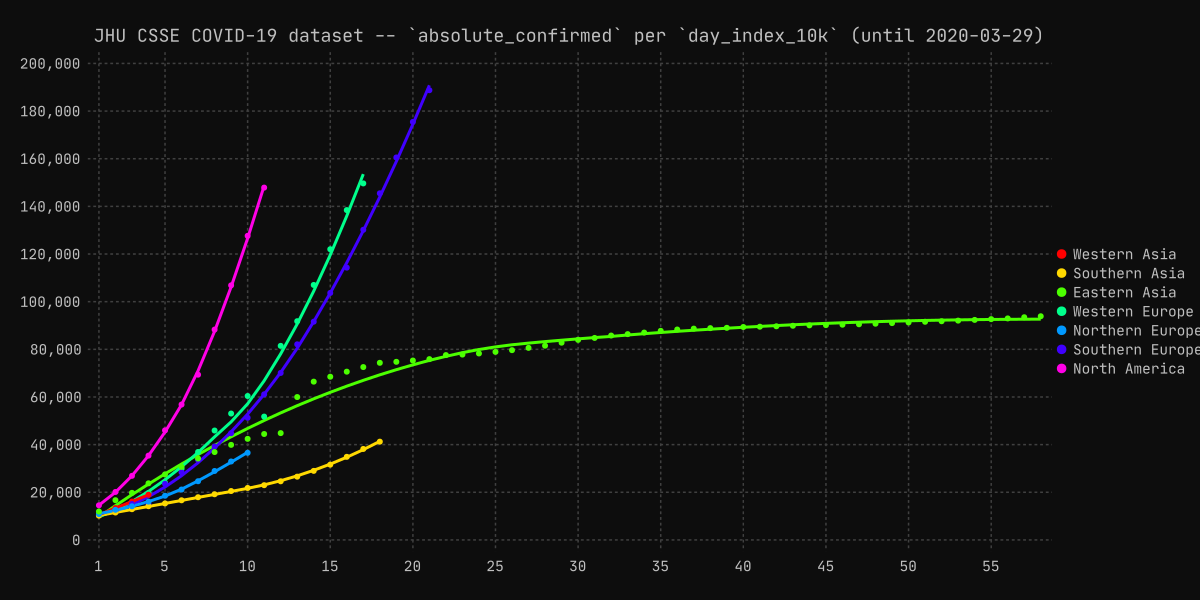 JHU CSSE COVID-19 dataset -- `absolute_confirmed` per `day_index_10k` (until 2020-03-29)
200,000
180,000
160,000
140,000
120,000
100,000
80,000
60,000
40,000
20,000
0
1 5 10 15 20 25 30 35 40 45 50 55
Western Asia
Southern Asia
Eastern Asia
Western Europe
Northern Europe
Southern Europe
North America